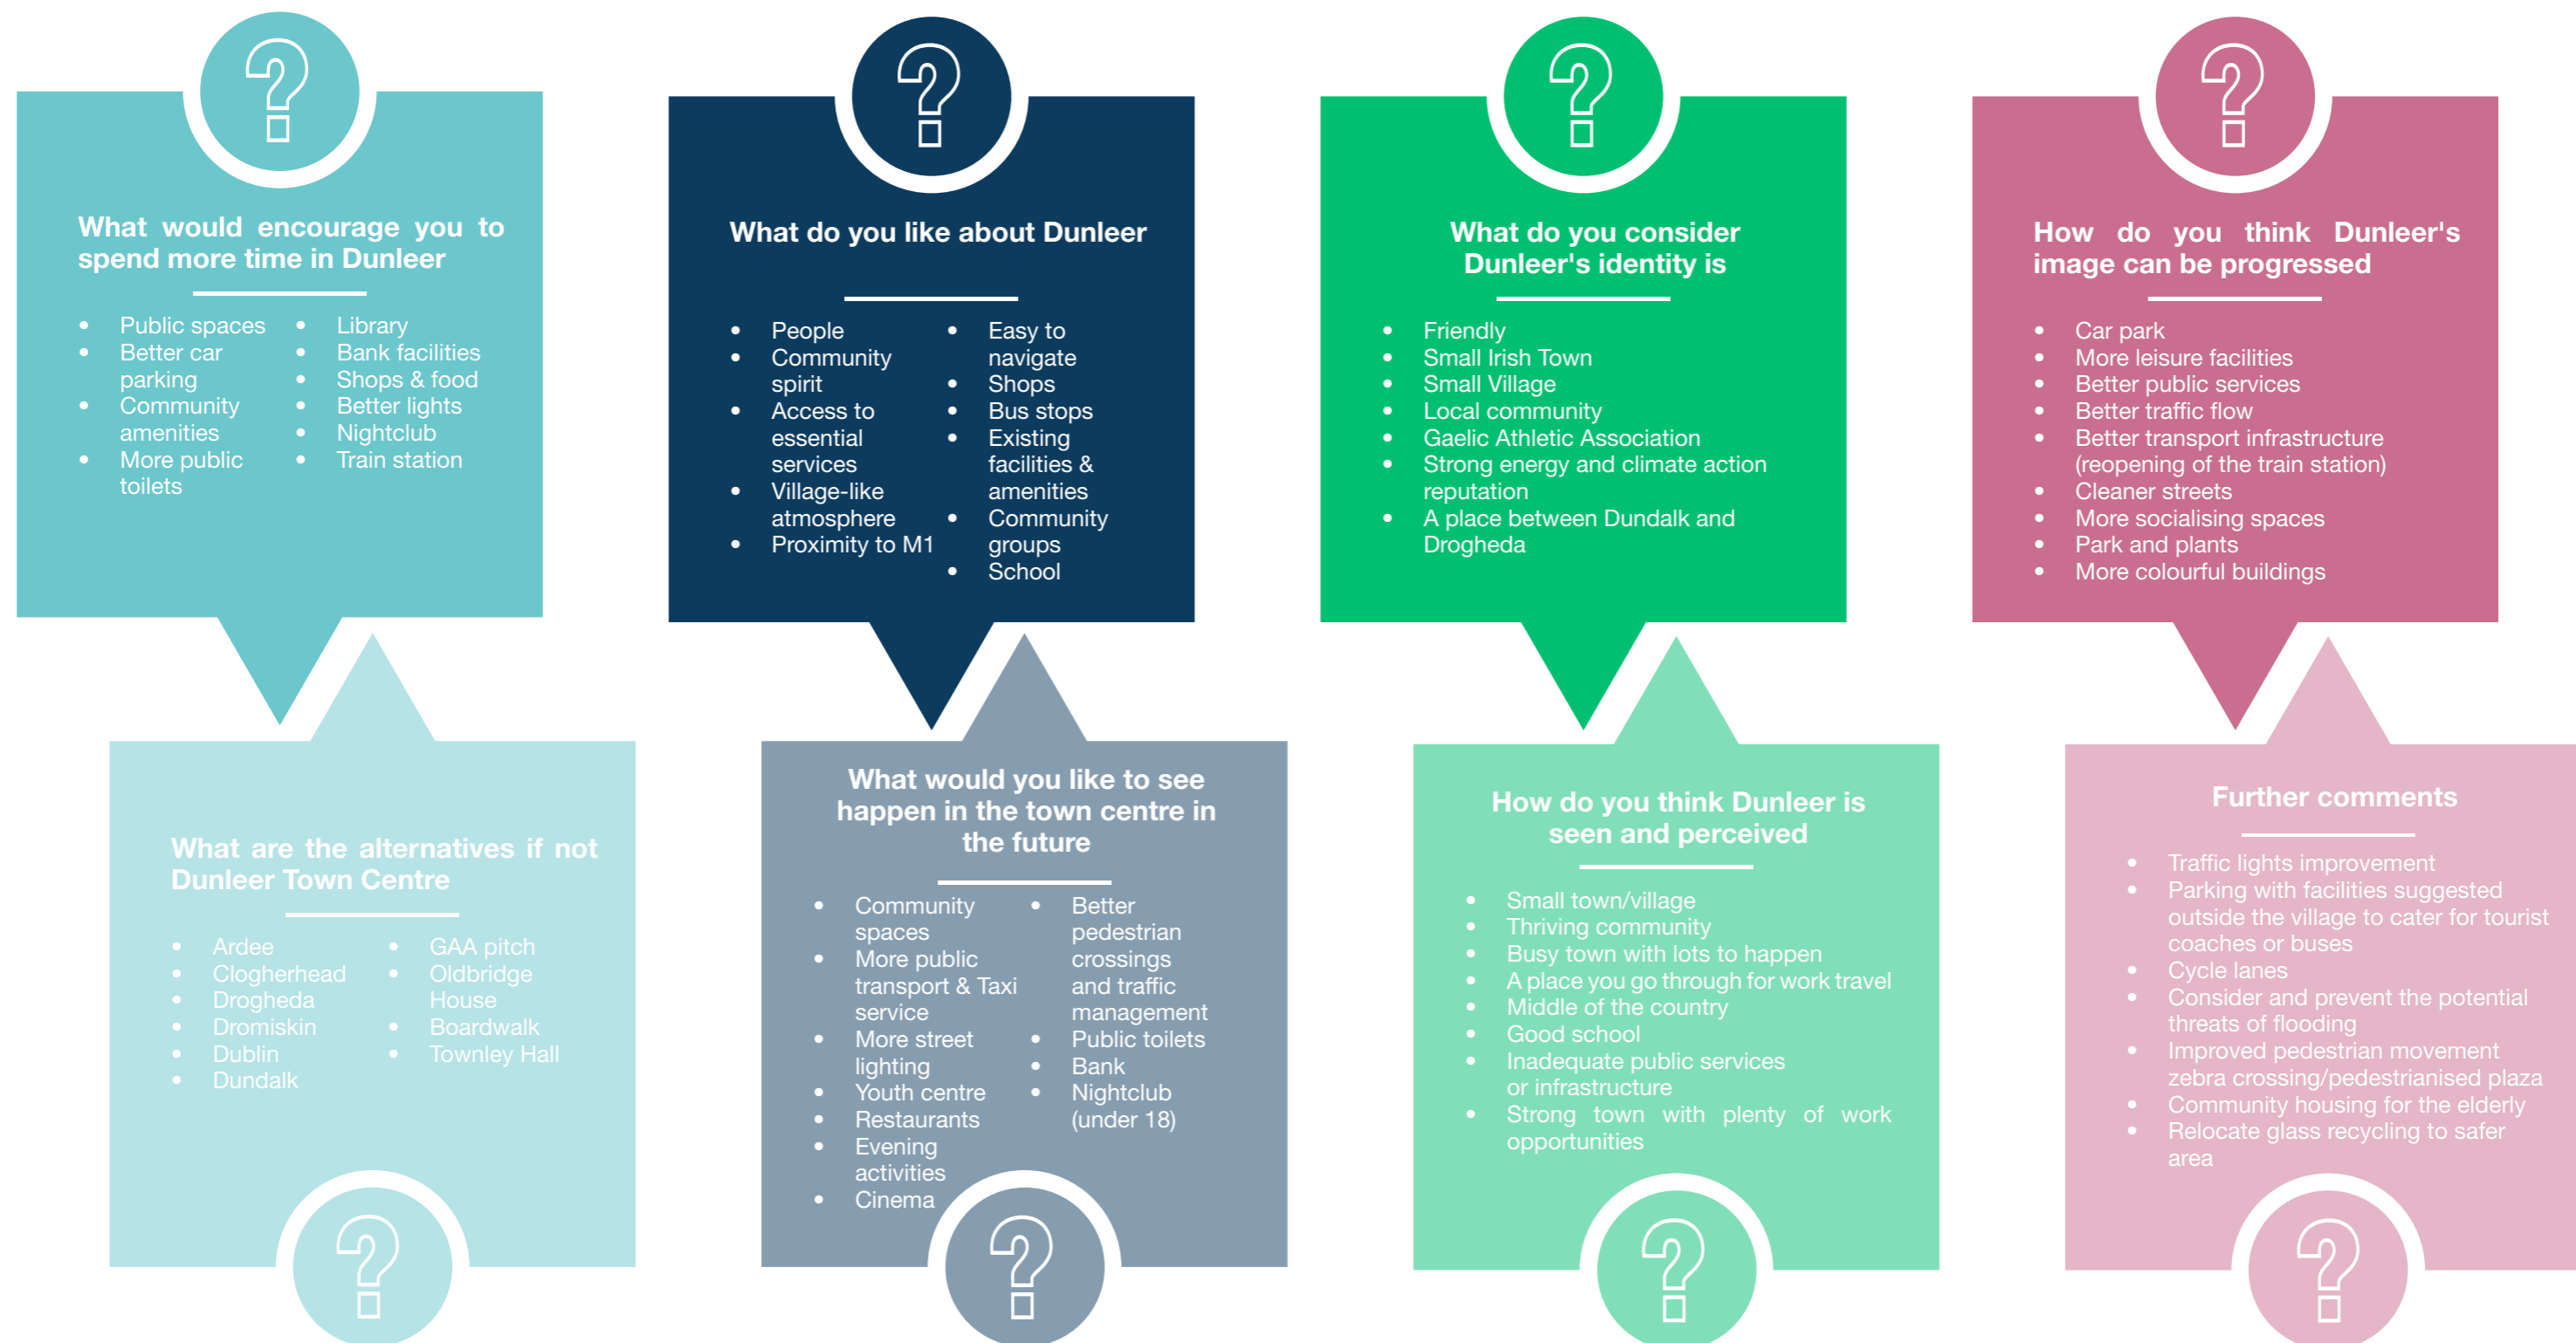 What would encourage you to
spend more time in Dunleer
• Public spaces
• Better car
parking
• Community
amenities
• More public
toilets
• Library
• Bank facilities
• Shops & food
• Better lights
• Nightclub
• Train station
What do you like about Dunleer
• People
• Community
spirit
• Access to
essential
services
• Village-like
atmosphere
• Proximity to M1
• Easy to
navigate
• Shops
• Bus stops
• Existing
facilities &
amenities
• Community
groups
• School
What do you consider
Dunleer's identity is
• Friendly
• Small Irish Town
• Small Village
• Local community
• Gaelic Athletic Association
• Strong energy and climate action
reputation
• A place between Dundalk and
Drogheda
How do you think Dunleer's
image can be progressed
• Car park
• More leisure facilities
• Better public services
• Better traffic flow
• Better transport infrastructure
(reopening of the train station)
• Cleaner streets
• More socialising spaces
• Park and plants
• More colourful buildings
What are the alternatives if not
Dunleer Town Centre
• Ardee
• Clogherhead
• Drogheda
• Dromiskin
• Dublin
• Dundalk
• GAA pitch
• Oldbridge
House
• Boardwalk
• Townley Hall
What would you like to see
happen in the town centre in
the future
• Community
spaces
• More public
transport & Taxi
service
• More street
lighting
• Youth centre
• Restaurants
• Evening
activities
• Cinema
• Better
pedestrian
crossings
and traffic
management
• Public toilets
• Bank
• Nightclub
(under 18)
How do you think Dunleer is
seen and perceived
• Small town/village
• Thriving community
• Busy town with lots to happen
• A place you go through for work travel
• Middle of the country
• Good school
• Inadequate public services
or infrastructure
• Strong town with plenty of work
opportunities
Further comments
• Traffic lights improvement
• Parking with facilities suggested
outside the village to cater for tourist
coaches or buses
• Cycle lanes
• Consider and prevent the potential
threats of flooding
• Improved pedestrian movement
zebra crossing/pedestrianised plaza
• Community housing for the elderly
• Relocate glass recycling to safer
area